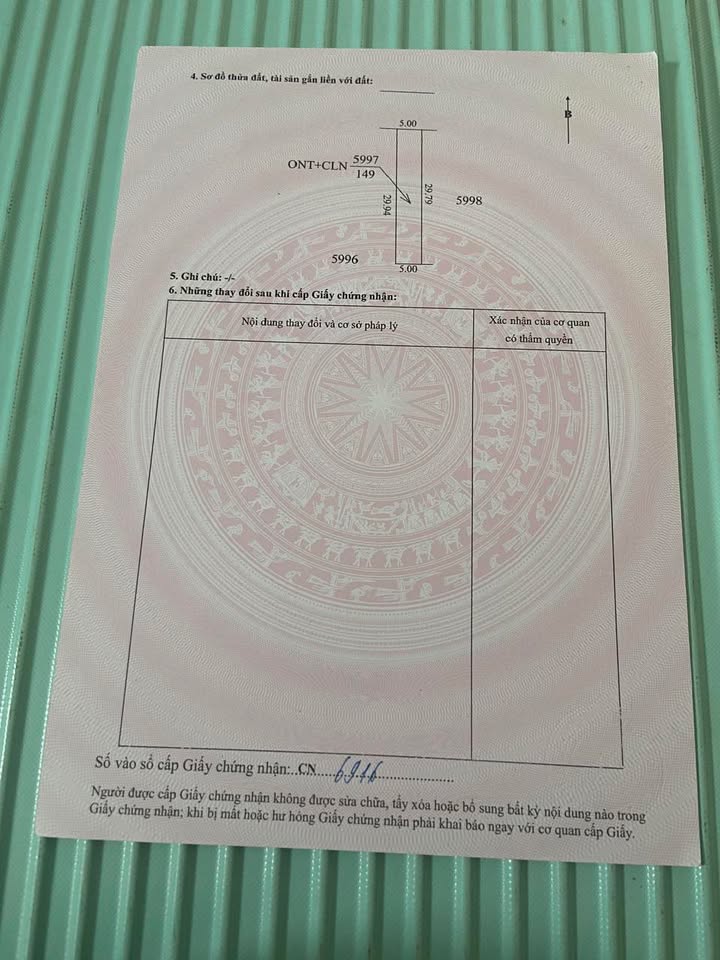 4. Sơ đồ thửa đất, tài sản gắn liền với đất:
B
5.00
ONT+CLN 5997
149
29.94
29.79
5998
5996
5.00
5. Ghi chú: -/-
6. Những thay đổi sau khi cấp Giấy chứng nhận:
Nội dung thay đổi và cơ sở pháp lý
Xác nhận của cơ quan
có thẩm quyền
Số vào sổ cấp Giấy chứng nhận:..CN.....6916....................
Người được cấp Giấy chứng nhận không được sửa chữa, tẩy xóa hoặc bổ sung bất kỳ nội dung nào trong
Giấy chứng nhận; khi bị mất hoặc hư hỏng Giấy chứng nhận phải khai báo ngay với cơ quan cấp Giấy.